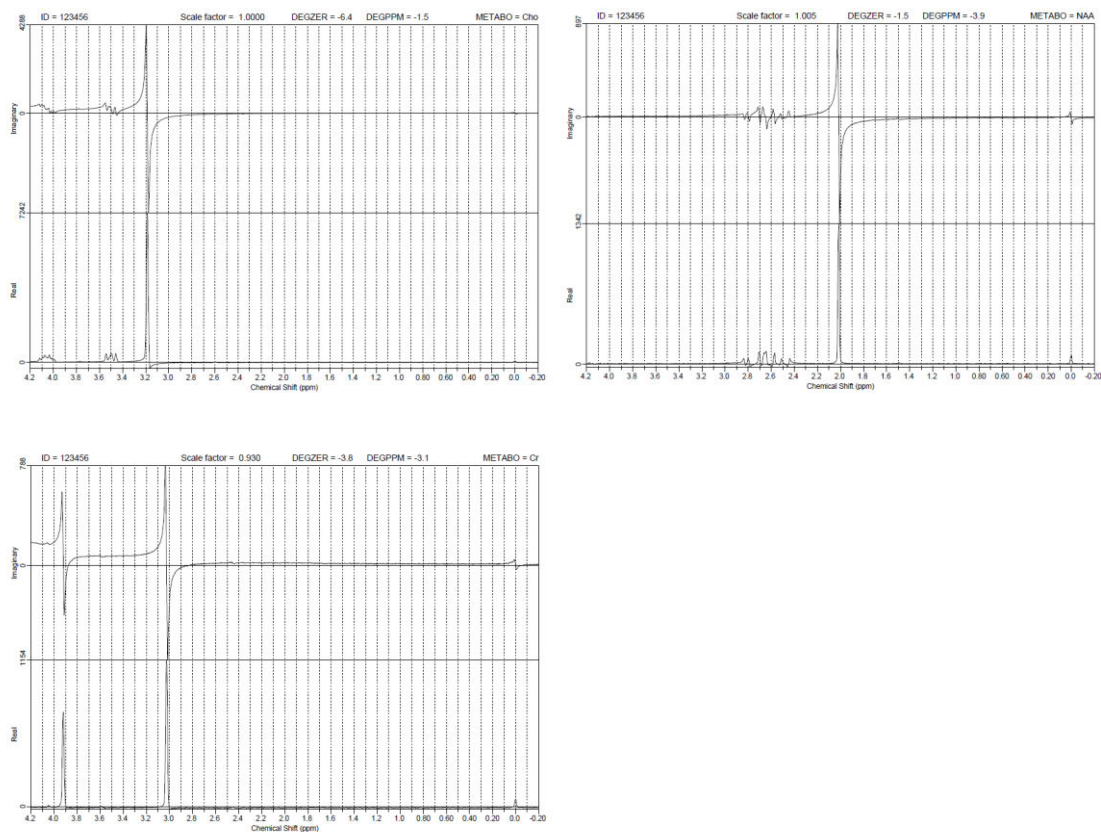 ID = 123456 Scale factor = 1.0000 DEGZER = -6.4 DEGPPM = -1.5 METABO = Cho
4286
Imaginary
0
7242
Real
0
4.2 4.0 3.8 3.6 3.4 3.2 3.0 2.8 2.6 2.4 2.2 2.0 1.8 1.6 1.4 1.2 1.0 0.80 0.60 0.40 0.20 0.0 -0.20
Chemical Shift (ppm)
ID = 123456 Scale factor = 1.005 DEGZER = -1.5 DEGPPM = -3.9 METABO = NAA
897
Imaginary
0
1342
Real
0
4.2 4.0 3.8 3.6 3.4 3.2 3.0 2.8 2.6 2.4 2.2 2.0 1.8 1.6 1.4 1.2 1.0 0.80 0.60 0.40 0.20 0.0 -0.20
Chemical Shift (ppm)
ID = 123456 Scale factor = 0.930 DEGZER = -3.8 DEGPPM = -3.1 METABO = Cr
788
Imaginary
0
1154
Real
0
4.2 4.0 3.8 3.6 3.4 3.2 3.0 2.8 2.6 2.4 2.2 2.0 1.8 1.6 1.4 1.2 1.0 0.80 0.60 0.40 0.20 0.0 -0.20
Chemical Shift (ppm)